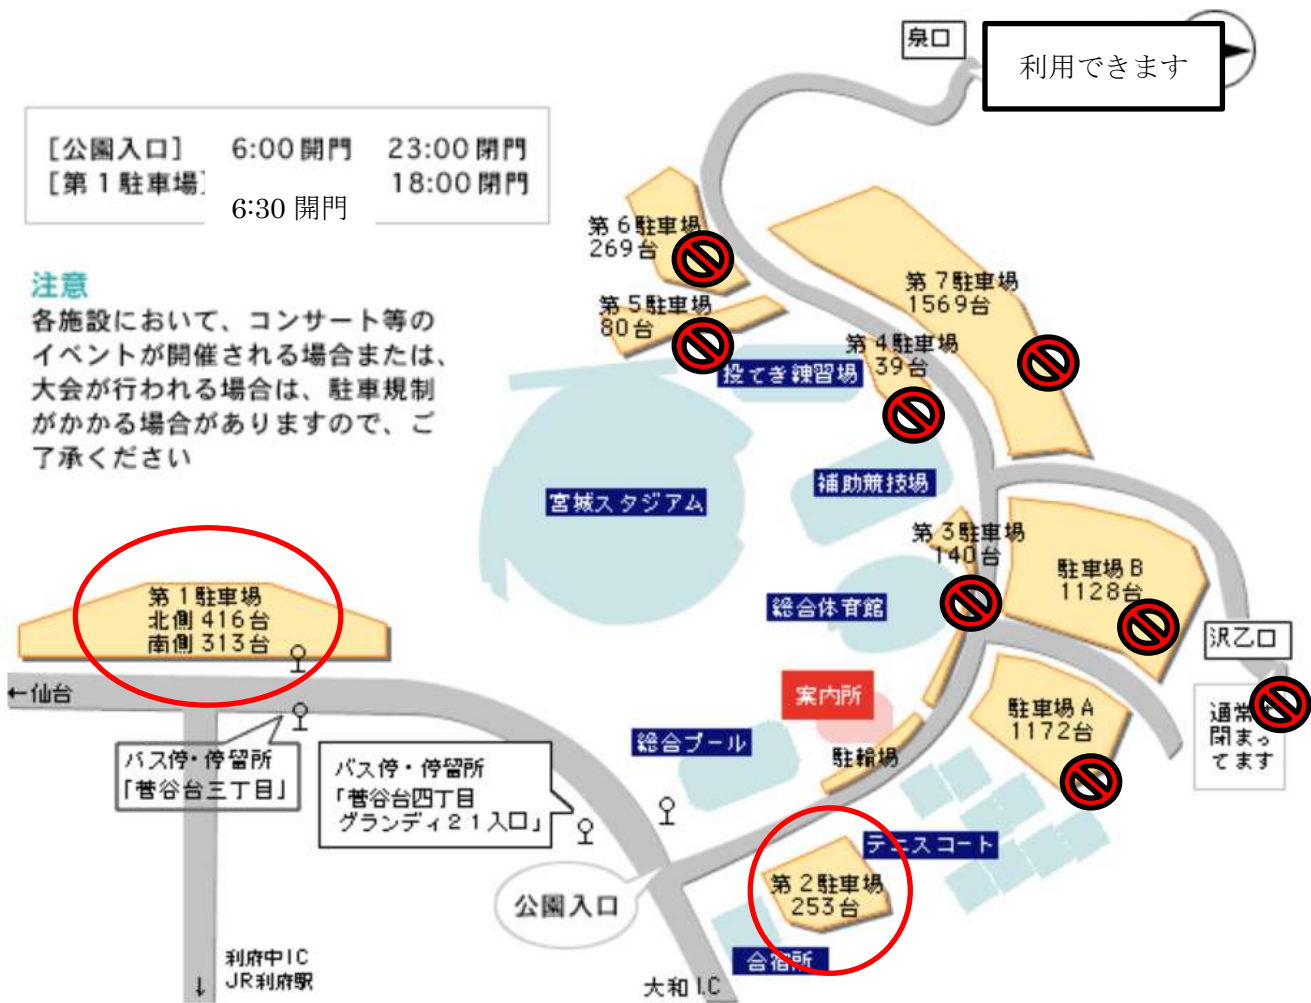 泉口
利用できます
[公園入口] 6:00開門 23:00閉門
[第1駐車場] 18:00閉門
6:30 開門
注意
各施設において、コンサート等の
イベントが開催される場合または、
大会が行われる場合は、駐車規制
がかかる場合がありますので、ご
了承ください
第6駐車場
269台
第5駐車場
80台
第7駐車場
1569台
第4駐車場
39台
投てき練習場
補助競技場
宮城スタジアム
第3駐車場
140台
駐車場B
1128台
総合体育館
第1駐車場
北側416台
南側313台
沢乙口
通常
閉まっ
てます
←仙台
案内所
駐車場A
1172台
総合プール
駐輪場
バス停・停留所
「菅谷台三丁目」
バス停・停留所
「菅谷台四丁目
グランディ21入口」
テニスコート
第2駐車場
253台
公園入口
合宿所
利府中IC
JR利府駅
↓
大和I.C